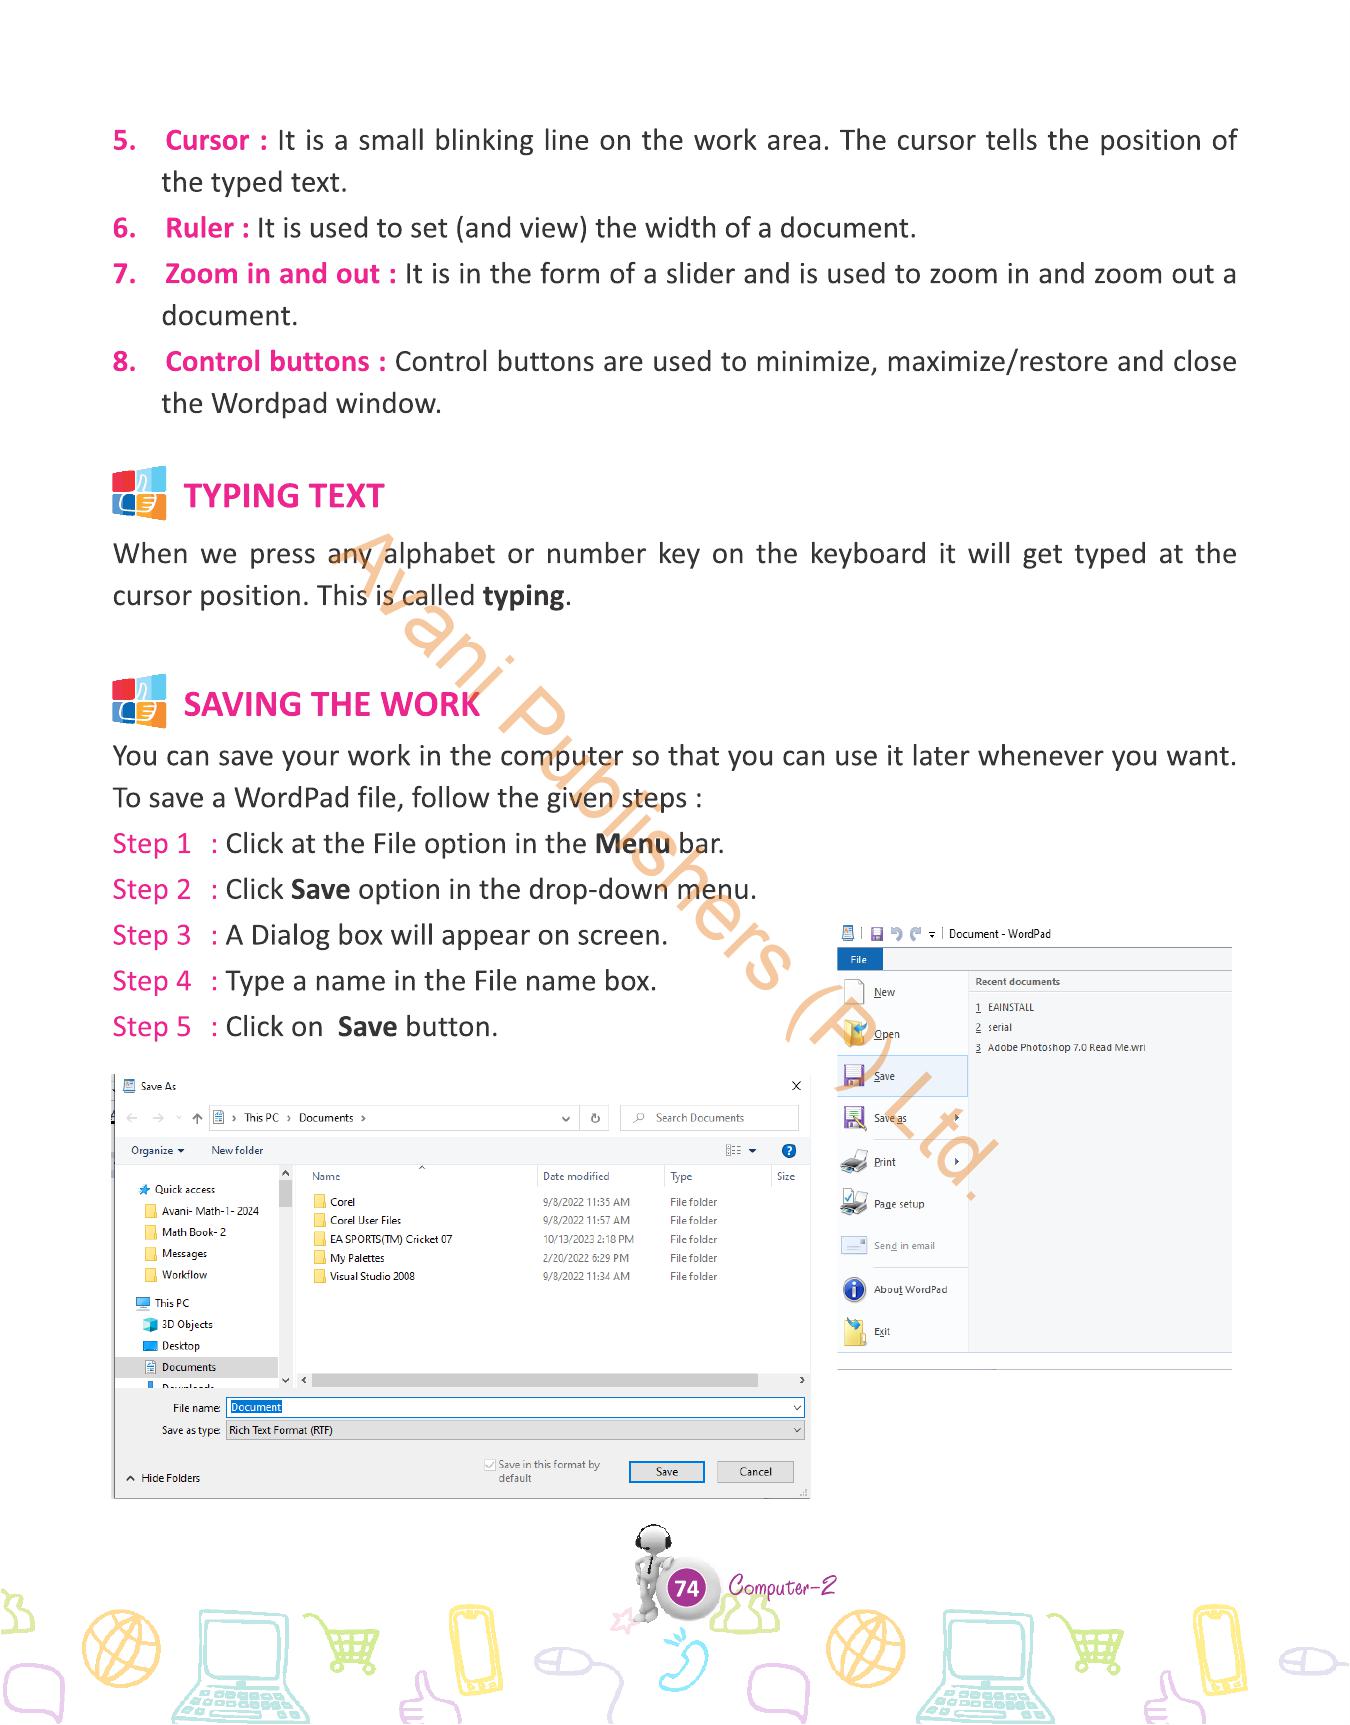 5. Cursor : It is a small blinking line on the work area. The cursor tells the position of
the typed text.
6. Ruler : It is used to set (and view) the width of a document.
7. Zoom in and out : It is in the form of a slider and is used to zoom in and zoom out a
document.
8. Control buttons : Control buttons are used to minimize, maximize/restore and close
the Wordpad window.
TYPING TEXT
When we press any alphabet or number key on the keyboard it will get typed at the
cursor position. This is called typing.
SAVING THE WORK
You can save your work in the computer so that you can use it later whenever you want.
To save a WordPad file, follow the given steps :
Step 1 : Click at the File option in the Menu bar.
Step 2 : Click Save option in the drop-down menu.
Step 3 : A Dialog box will appear on screen.
Step 4 : Type a name in the File name box.
Step 5 : Click on Save button.
Avani Publishers (P) Ltd.
Document - WordPad
File
Recent documents
New
1 EAINSTALL
2 serial
Open
3 Adobe Photoshop 7.0 Read Me.wri
Save
Save as
Print
Page setup
Send in email
About WordPad
Exit
Save As
This PC > Documents >
Search Documents
Organize
New folder
Name Date modified Type Size
Corel 9/8/2022 11:35 AM File folder
Corel User Files 9/8/2022 11:57 AM File folder
EA SPORTS(TM) Cricket 07 10/13/2023 2:18 PM File folder
My Palettes 2/20/2022 6:29 PM File folder
Visual Studio 2008 9/8/2022 11:34 AM File folder
Quick access
Avani- Math-1- 2024
Math Book- 2
Messages
Workflow
This PC
3D Objects
Desktop
Documents
Downloads
File name: Document
Save as type: Rich Text Format (RTF)
Save in this format by
default
Save Cancel
Hide Folders
74 Computer-2